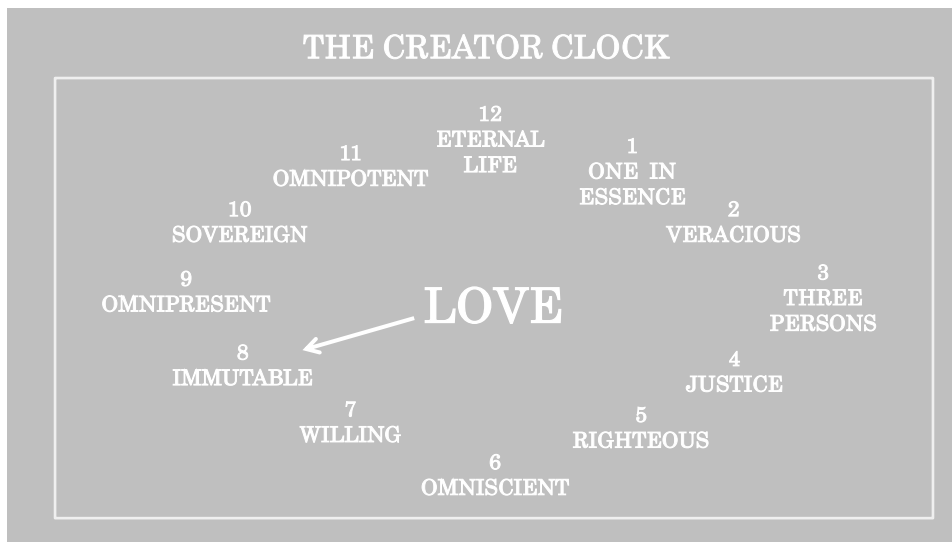 THE CREATOR CLOCK
12
ETERNAL
LIFE
1
ONE IN
ESSENCE
2
VERACIOUS
3
THREE
PERSONS
4
JUSTICE
5
RIGHTEOUS
6
OMNISCIENT
7
WILLING
8
IMMUTABLE
9
OMNIPRESENT
10
SOVEREIGN
11
OMNIPOTENT
LOVE